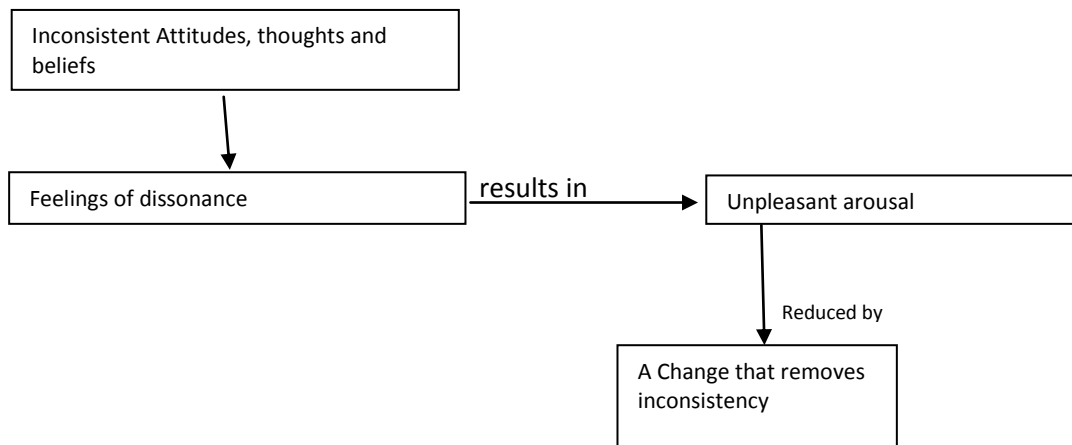 Inconsistent Attitudes, thoughts and
beliefs
Feelings of dissonance
results in
Unpleasant arousal
Reduced by
A Change that removes
inconsistency